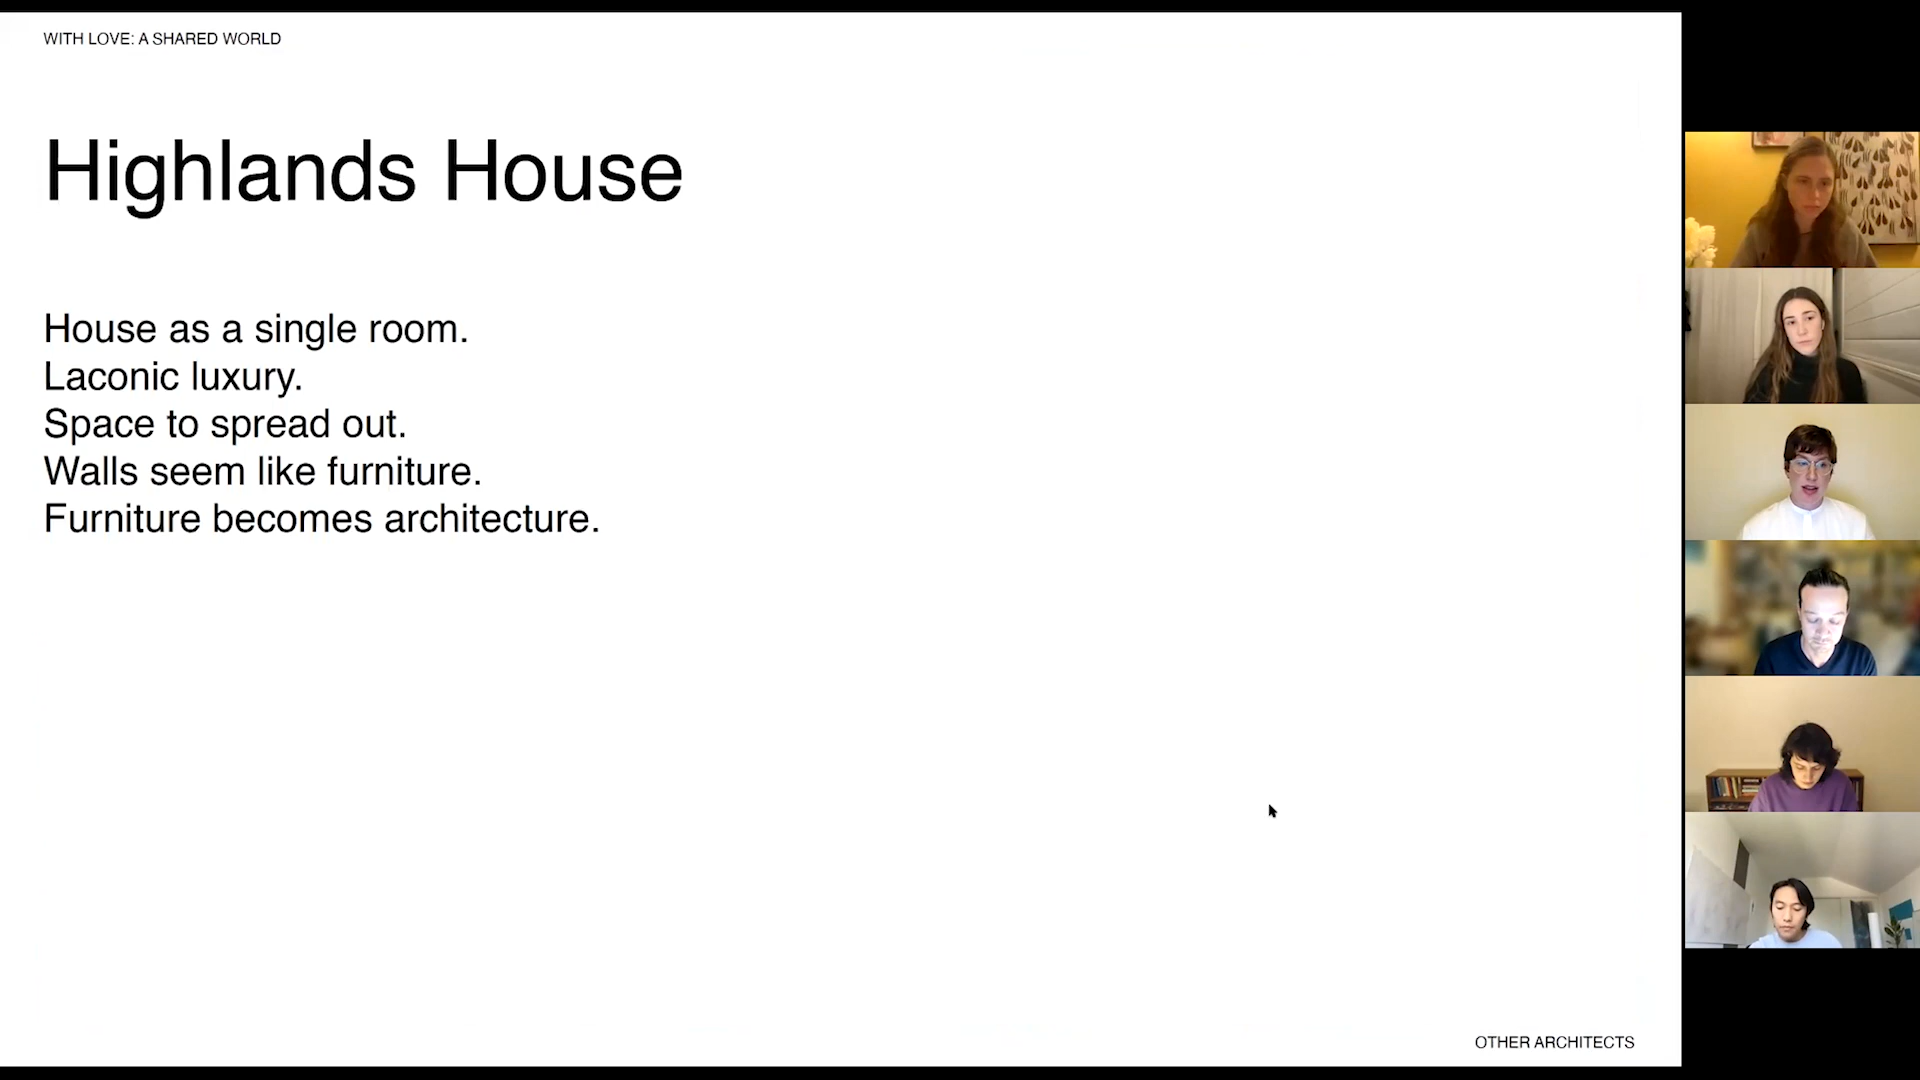 WITH LOVE: A SHARED WORLD
Highlands House
House as a single room.
Laconic luxury.
Space to spread out.
Walls seem like furniture.
Furniture becomes architecture.
OTHER ARCHITECTS